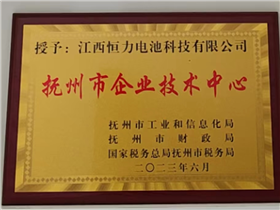 授予：江西恒力电池科技有限公司
抚州市企业技术中心
抚州市工业和信息化局
抚州市财政局
国家税务总局抚州市税务局
二〇二三年六月